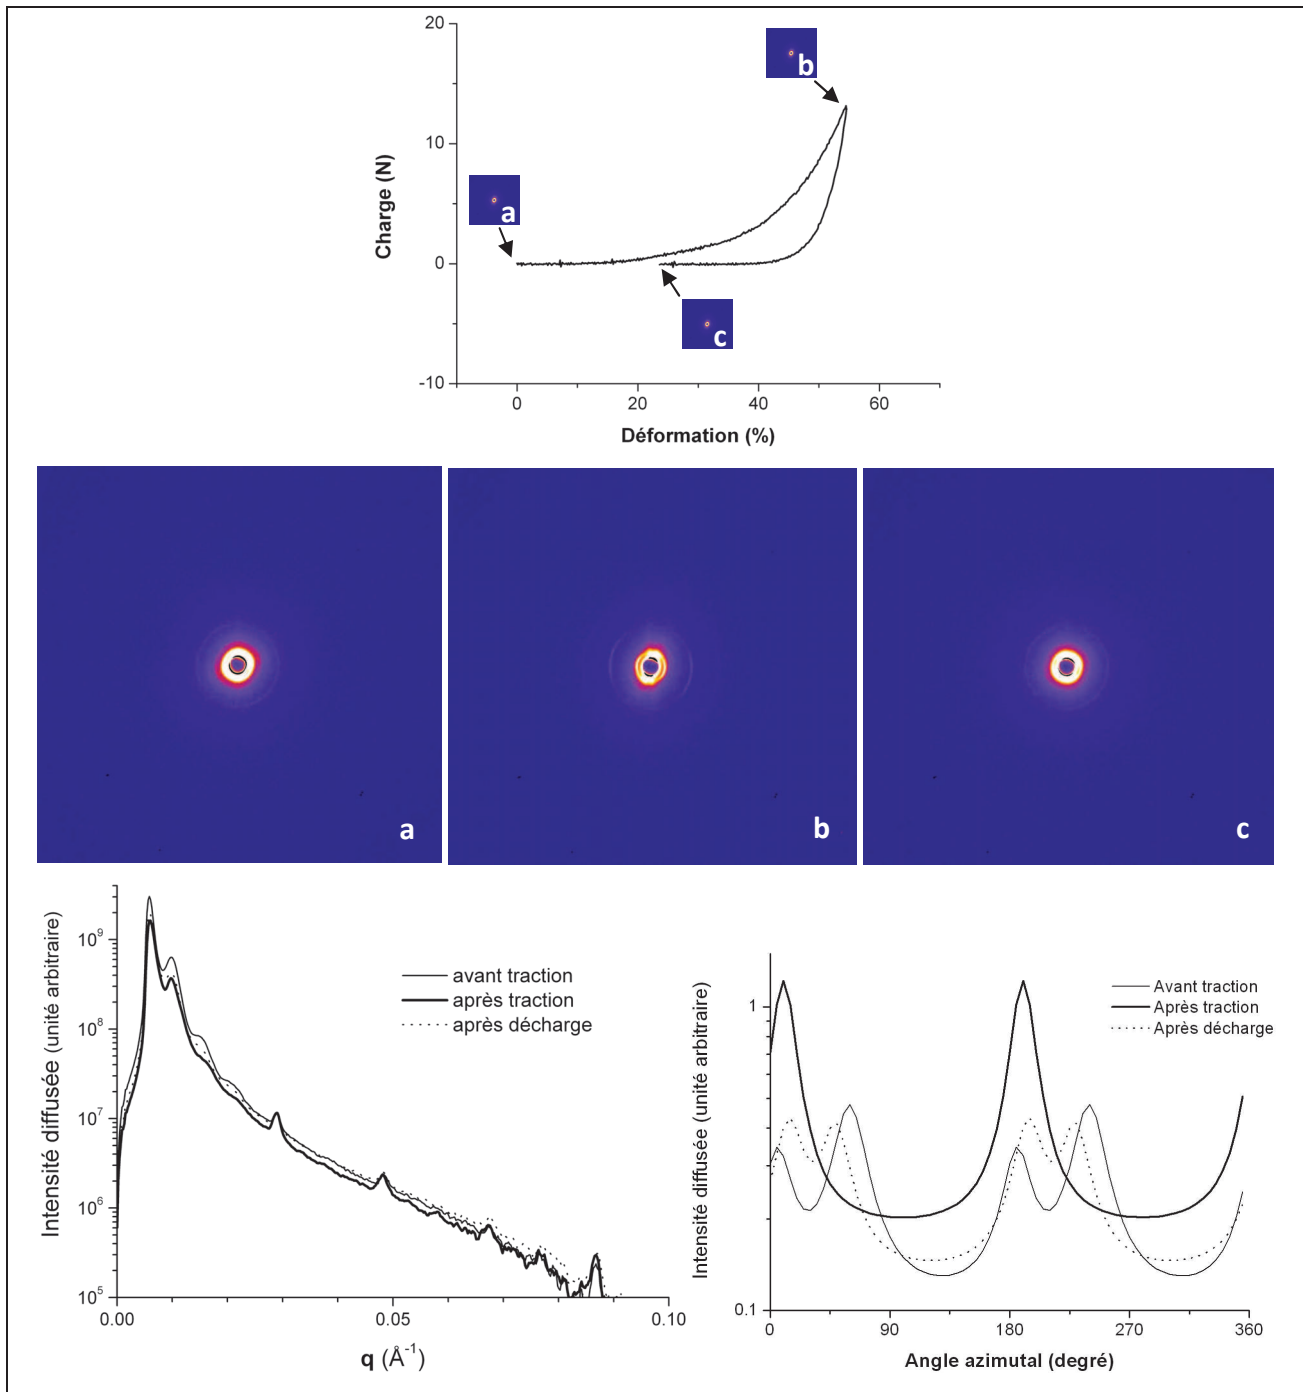 20
b
10
Charge (N)
a
0
c
-10
0 20 40 60
Déformation (%)
a
b
c
Intensité diffusée (unité arbitraire)
10⁹
10⁸
10⁷
10⁶
10⁵
avant traction
après traction
après décharge
0.00 0.05 0.10
q (Å⁻¹)
Intensité diffusée (unité arbitraire)
1
0.1
Avant traction
Après traction
Après décharge
0 90 180 270 360
Angle azimutal (degré)